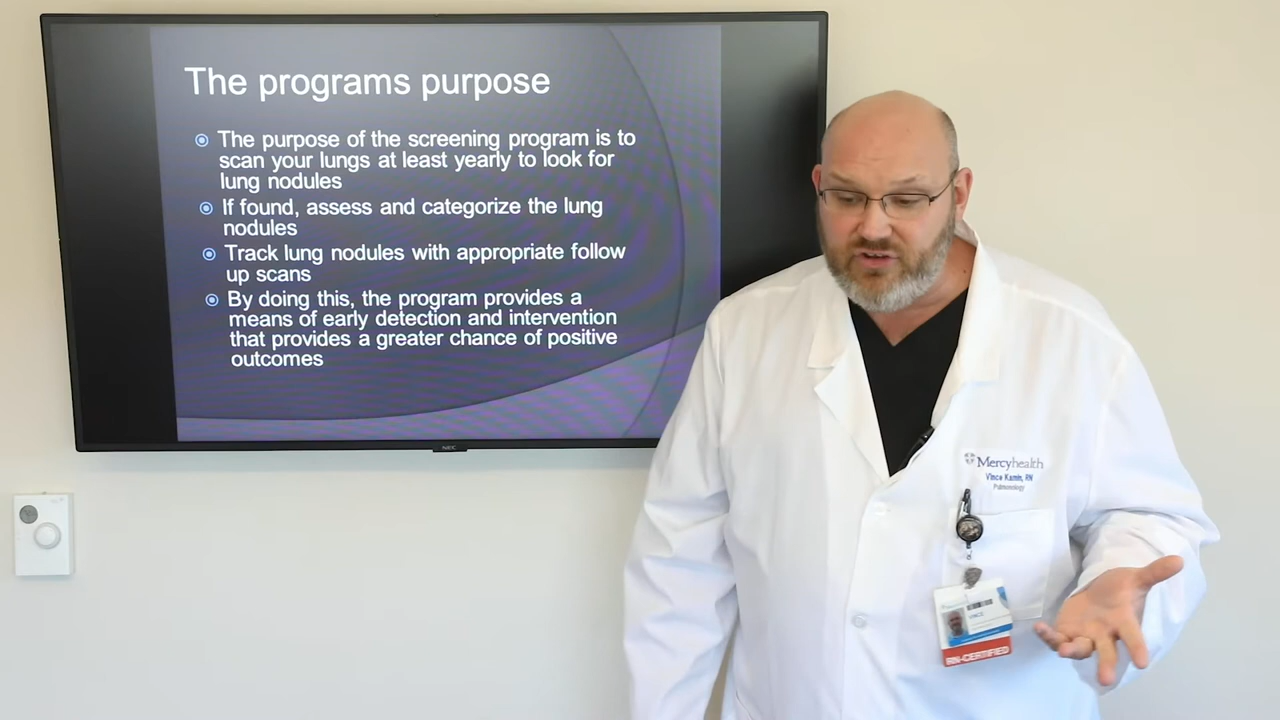 The programs purpose
The purpose of the screening program is to
scan your lungs at least yearly to look for
lung nodules
If found, assess and categorize the lung
nodules
Track lung nodules with appropriate follow
up scans
By doing this, the program provides a
means of early detection and intervention
that provides a greater chance of positive
outcomes
NEC
Mercyhealth
Vince Kamin, RN
Pulmonology
VINCE
RN-CERTIFIED